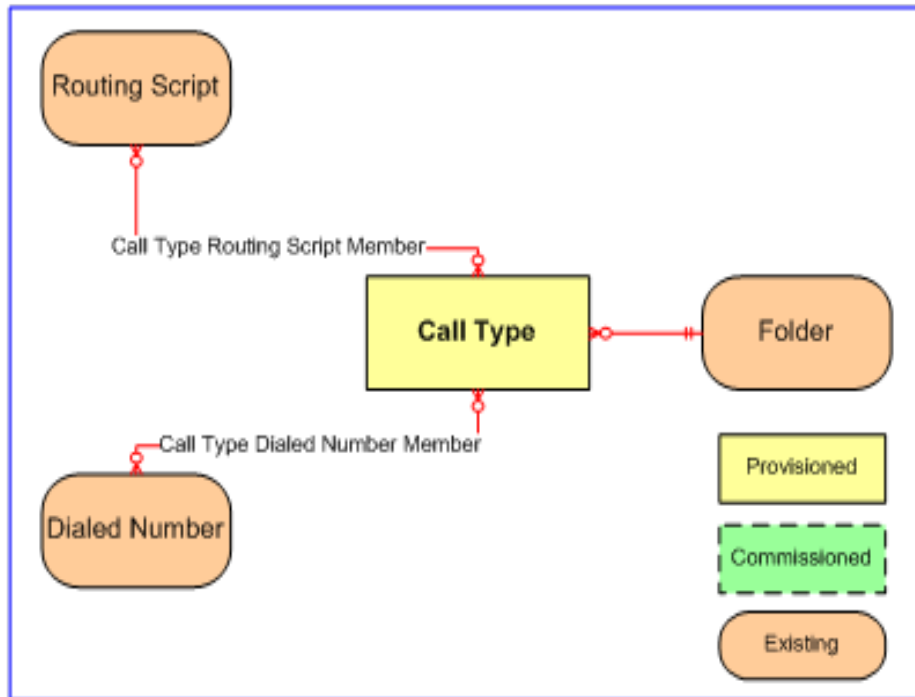 Routing Script
Call Type Routing Script Member
Call Type
Folder
Call Type Dialed Number Member
Dialed Number
Provisioned
Commissioned
Existing